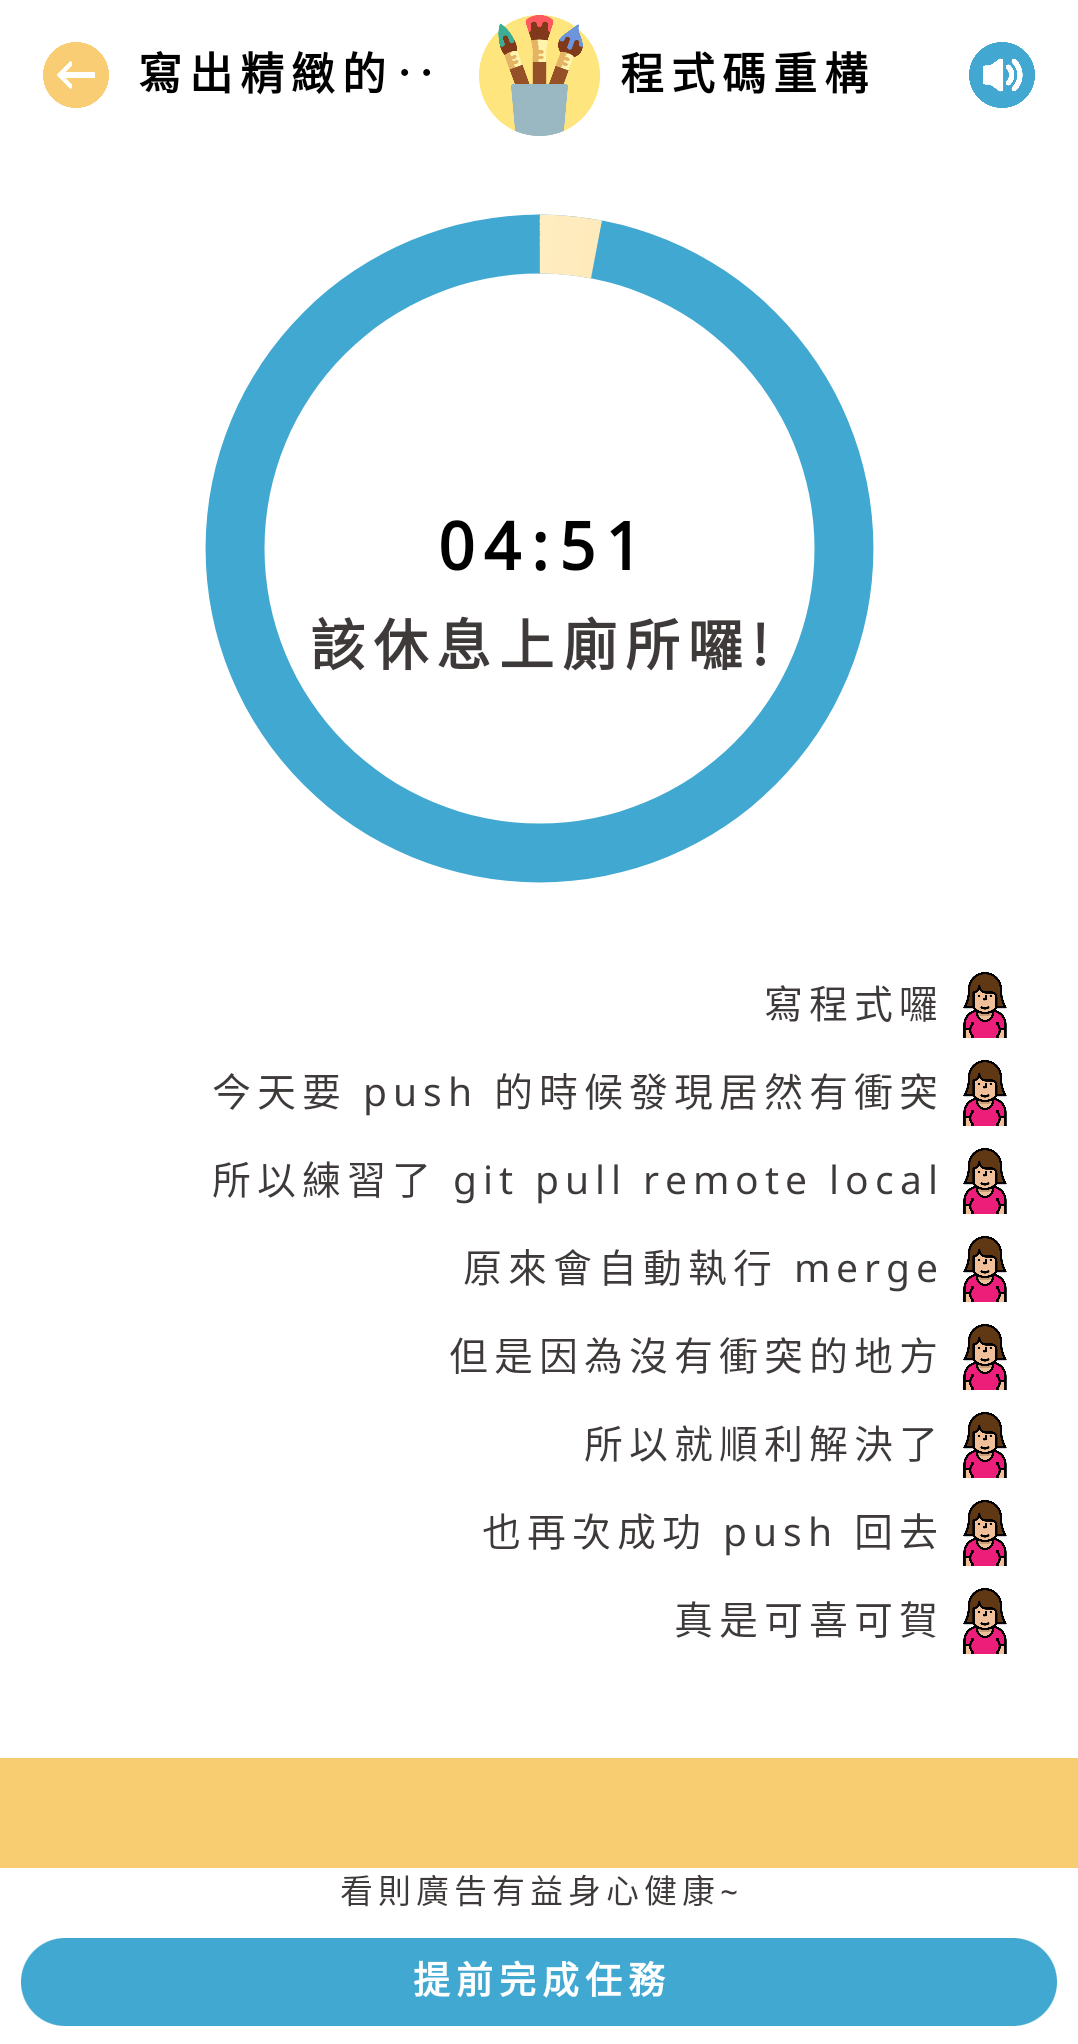 寫出精緻的··
程式碼重構
04:51
該休息上廁所囉!
寫程式囉
今天要 push 的時候發現居然有衝突
所以練習了 git pull remote local
原來會自動執行 merge
但是因為沒有衝突的地方
所以就順利解決了
也再次成功 push 回去
真是可喜可賀
看則廣告有益身心健康~
提前完成任務